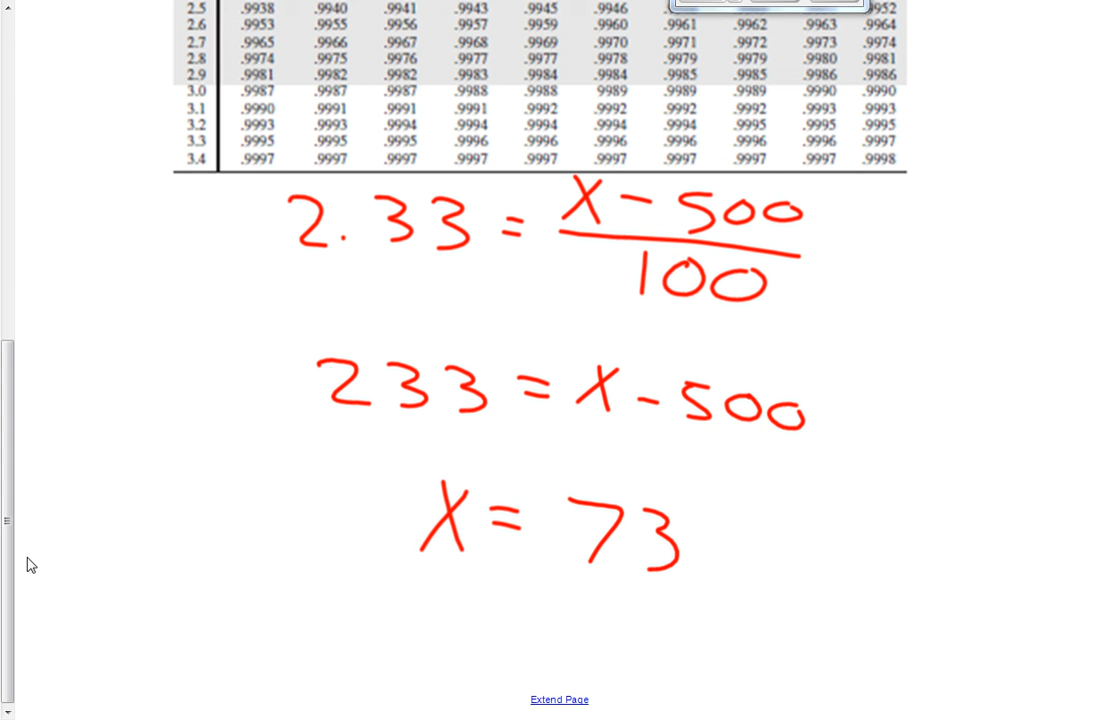 2.5 .9938 .9940 .9941 .9943 .9945 .9946 952
2.6 .9953 .9955 .9956 .9957 .9959 .9960 .9961 .9962 .9963 .9964
2.7 .9965 .9966 .9967 .9968 .9969 .9970 .9971 .9972 .9973 .9974
2.8 .9974 .9975 .9976 .9977 .9977 .9978 .9979 .9979 .9980 .9981
2.9 .9981 .9982 .9982 .9983 .9984 .9984 .9985 .9985 .9986 .9986
3.0 .9987 .9987 .9987 .9988 .9988 9989 .9989 .9989 .9990 .9990
3.1 .9990 .9991 .9991 .9991 .9992 .9992 .9992 .9992 .9993 .9993
3.2 .9993 .9993 .9994 .9994 .9994 .9994 .9994 .9995 .9995 .9995
3.3 .9995 .9995 .9995 .9996 .9996 .9996 .9996 .9996 .9996 .9997
3.4 .9997 .9997 .9997 .9997 .9997 .9997 .9997 .9997 .9997 .9998
2.33 = X - 500
100
233 = X - 500
X = 73
Extend Page